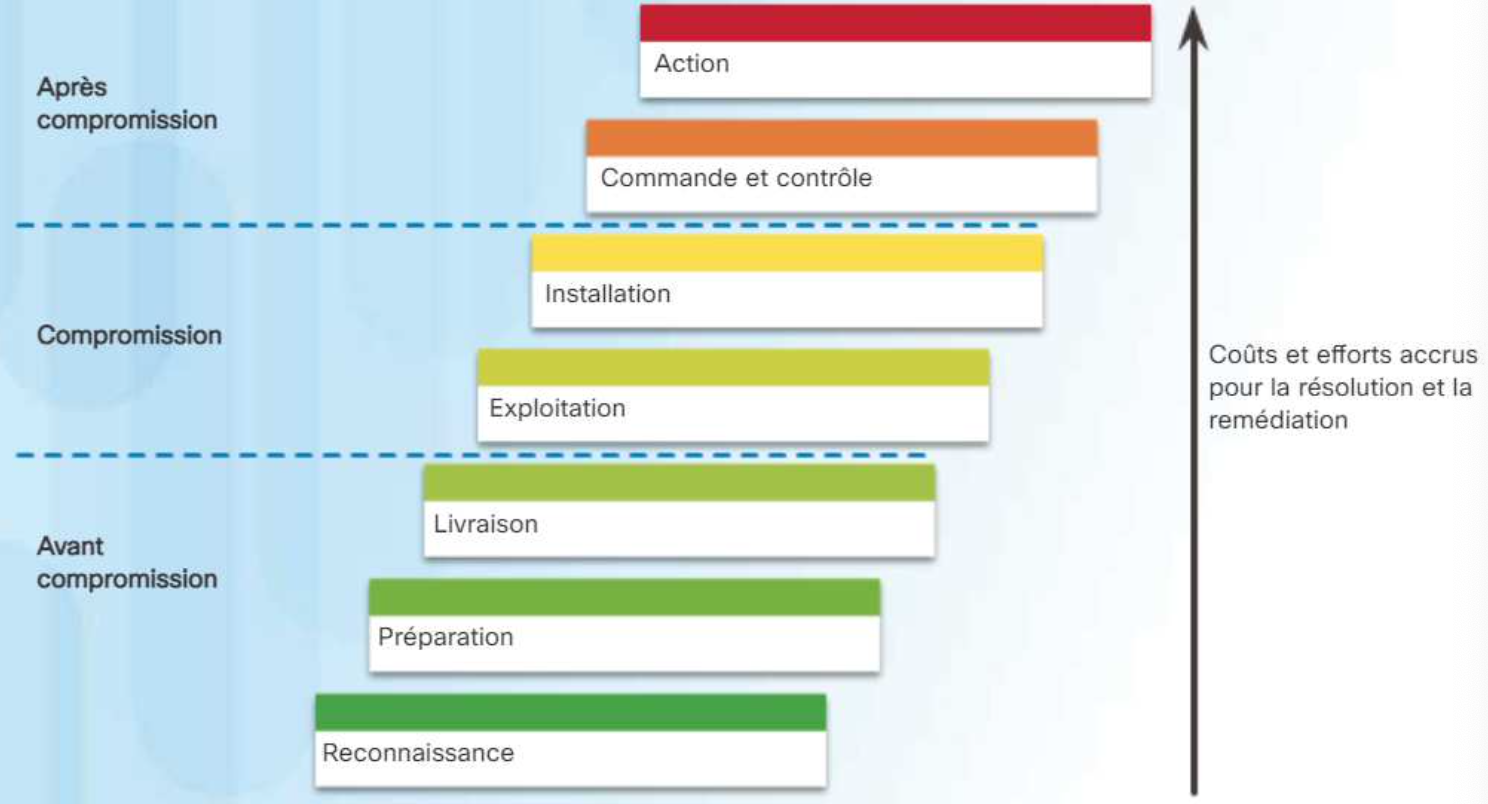 Action
Après
compromission
Commande et contrôle
Installation
Compromission
Exploitation
Coûts et efforts accrus
pour la résolution et la
remédiation
Livraison
Avant
compromission
Préparation
Reconnaissance